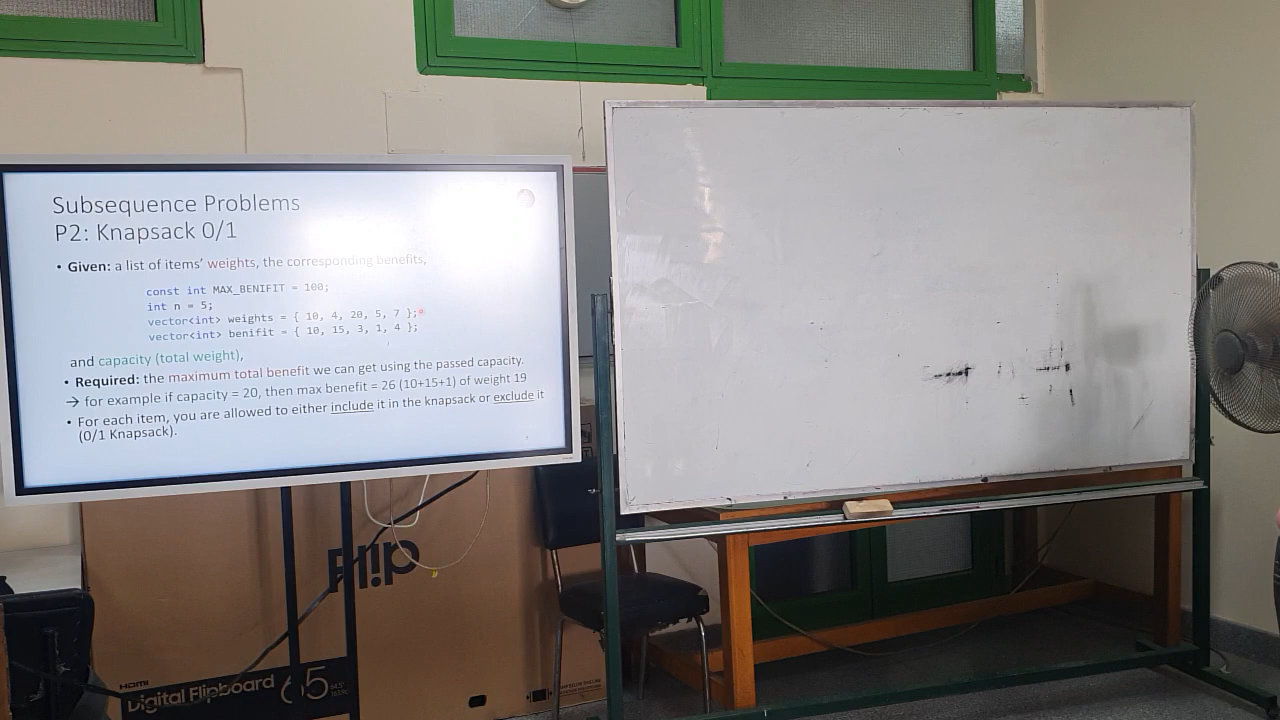 Subsequence Problems
P2: Knapsack 0/1
• Given: a list of items' weights, the corresponding benefits,
const int MAX_BENIFIT = 100;
int n = 5;
vector<int> weights = { 10, 4, 20, 5, 7 };
vector<int> benifit = { 10, 15, 3, 1, 4 };
and capacity (total weight),
• Required: the maximum total benefit we can get using the passed capacity.
→ for example if capacity = 20, then max benefit = 26 (10+15+1) of weight 19
• For each item, you are allowed to either include it in the knapsack or exclude it
(0/1 Knapsack).
Flip
HDMI
Digital Flipboard 65